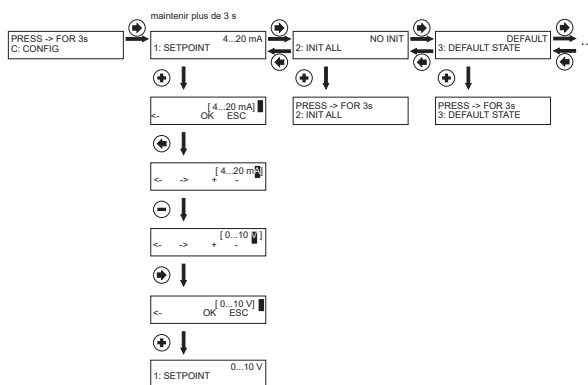 maintenir plus de 3 s
PRESS -> FOR 3s
C: CONFIG
4...20 mA
1: SETPOINT
NO INIT
2: INIT ALL
DEFAULT
3: DEFAULT STATE
...
[ 4...20 mA]
<- OK ESC
PRESS -> FOR 3s
2: INIT ALL
PRESS -> FOR 3s
3: DEFAULT STATE
[ 4...20 mA]
<- -> + -
[ 0...10 V ]
<- -> + -
[ 0...10 V]
<- OK ESC
0...10 V
1: SETPOINT